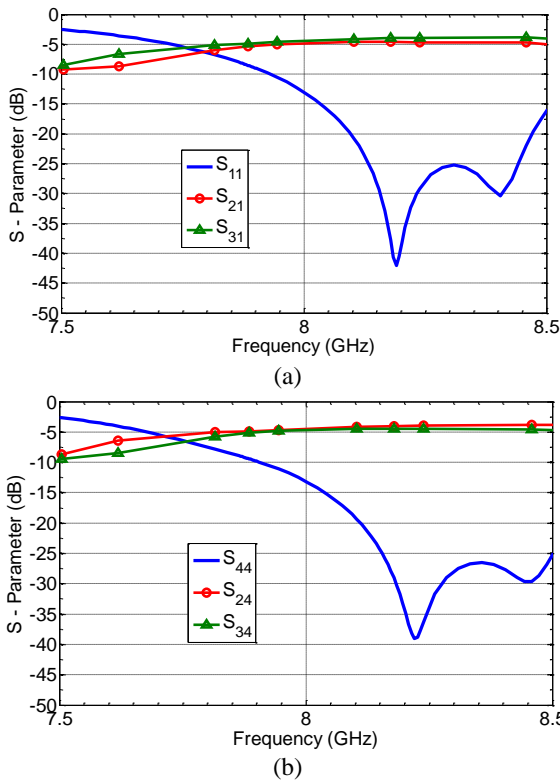 0
-5
-10
-15
-20
-25
-30
-35
-40
-45
-50
S - Parameter (dB)
S11
S21
S31
7.5 8 8.5
Frequency (GHz)
(a)
0
-5
-10
-15
-20
-25
-30
-35
-40
-45
-50
S - Parameter (dB)
S44
S24
S34
7.5 8 8.5
Frequency (GHz)
(b)